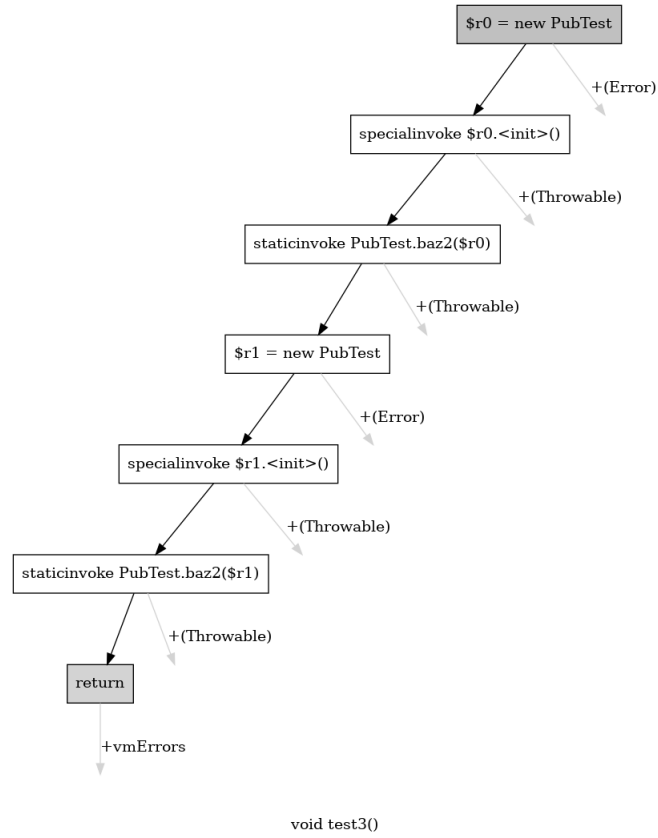 $r0 = new PubTest
+(Error)
specialinvoke $r0.<init>()
+(Throwable)
staticinvoke PubTest.baz2($r0)
+(Throwable)
$r1 = new PubTest
+(Error)
specialinvoke $r1.<init>()
+(Throwable)
staticinvoke PubTest.baz2($r1)
+(Throwable)
return
+vmErrors
void test3()